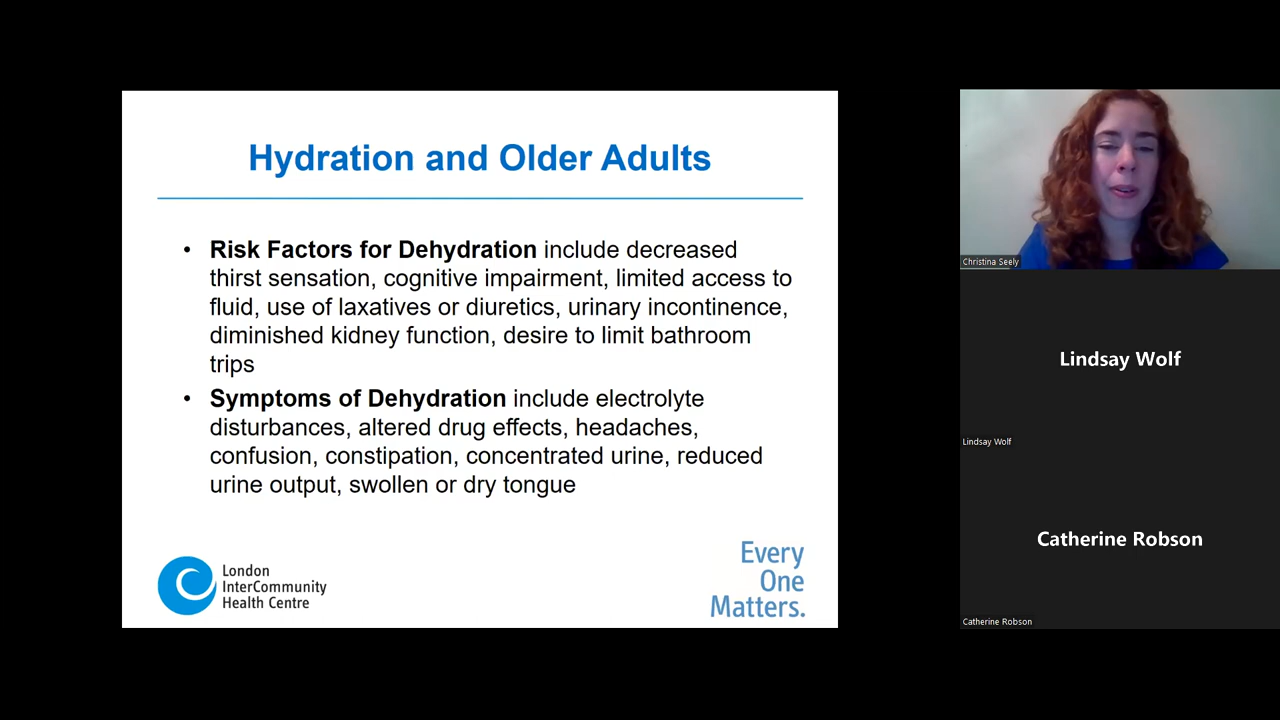 Hydration and Older Adults
• Risk Factors for Dehydration include decreased
thirst sensation, cognitive impairment, limited access to
fluid, use of laxatives or diuretics, urinary incontinence,
diminished kidney function, desire to limit bathroom
trips
• Symptoms of Dehydration include electrolyte
disturbances, altered drug effects, headaches,
confusion, constipation, concentrated urine, reduced
urine output, swollen or dry tongue
London
InterCommunity
Health Centre
Every
One
Matters.
Christina Seely
Lindsay Wolf
Lindsay Wolf
Catherine Robson
Catherine Robson